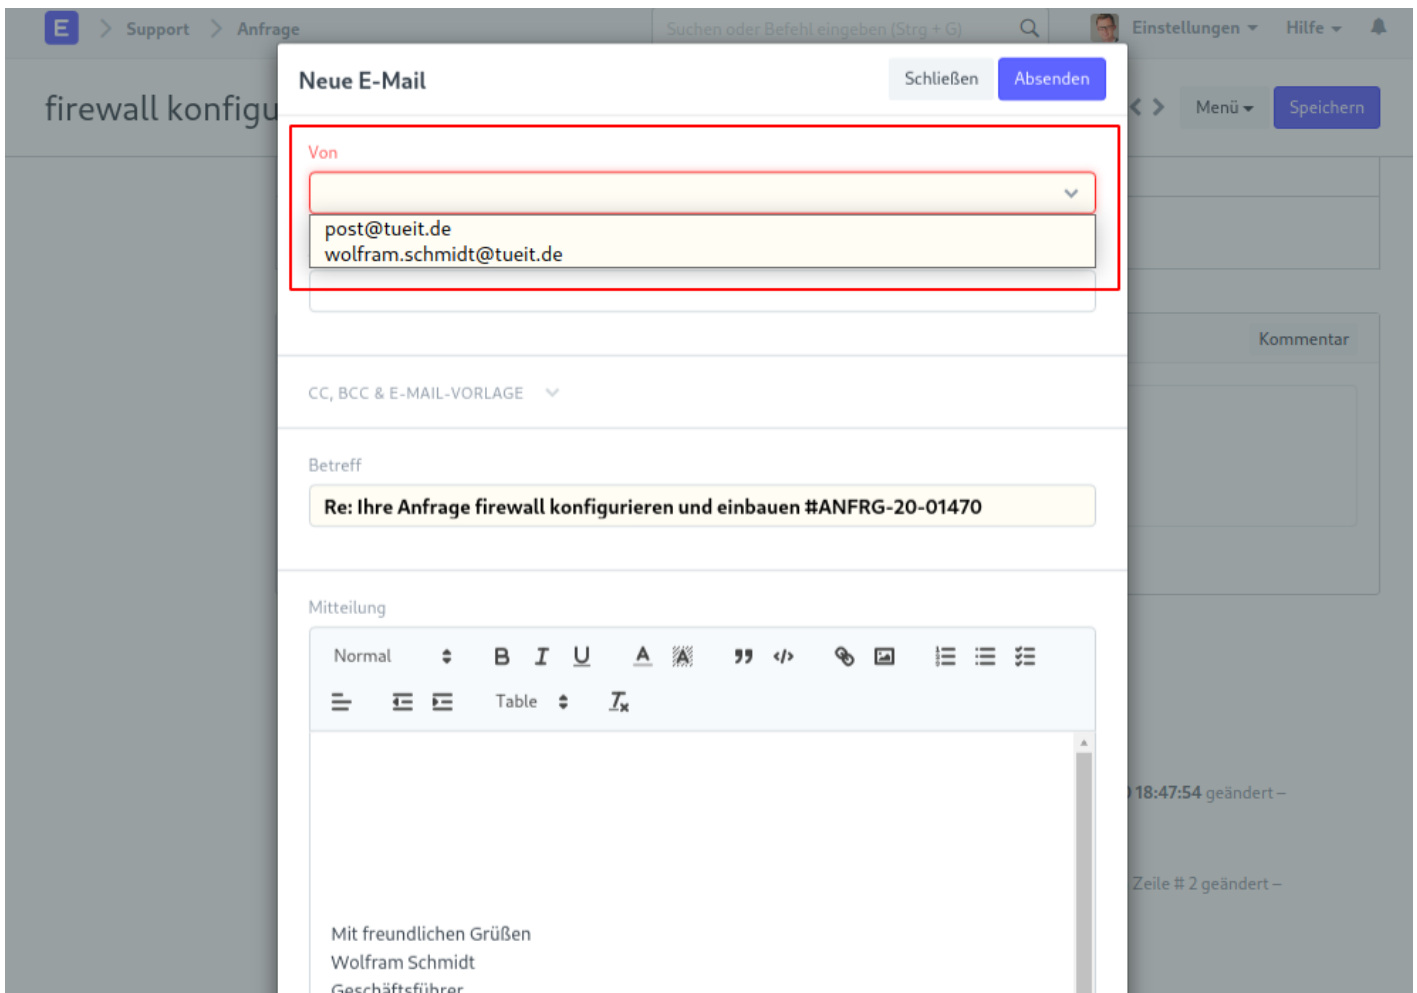 E Support Anfrage Suchen oder Befehl eingeben (Strg + G) Einstellungen Hilfe
Neue E-Mail Schließen Absenden
firewall konfigu Menü Speichern
Von
post@tueit.de
wolfram.schmidt@tueit.de
Kommentar
CC, BCC & E-MAIL-VORLAGE
Betreff
Re: Ihre Anfrage firewall konfigurieren und einbauen #ANFRG-20-01470
Mitteilung
Normal B I U A A </>
Table Tx
18:47:54 geändert –
Zeile # 2 geändert –
Mit freundlichen Grüßen
Wolfram Schmidt
Geschäftsführer